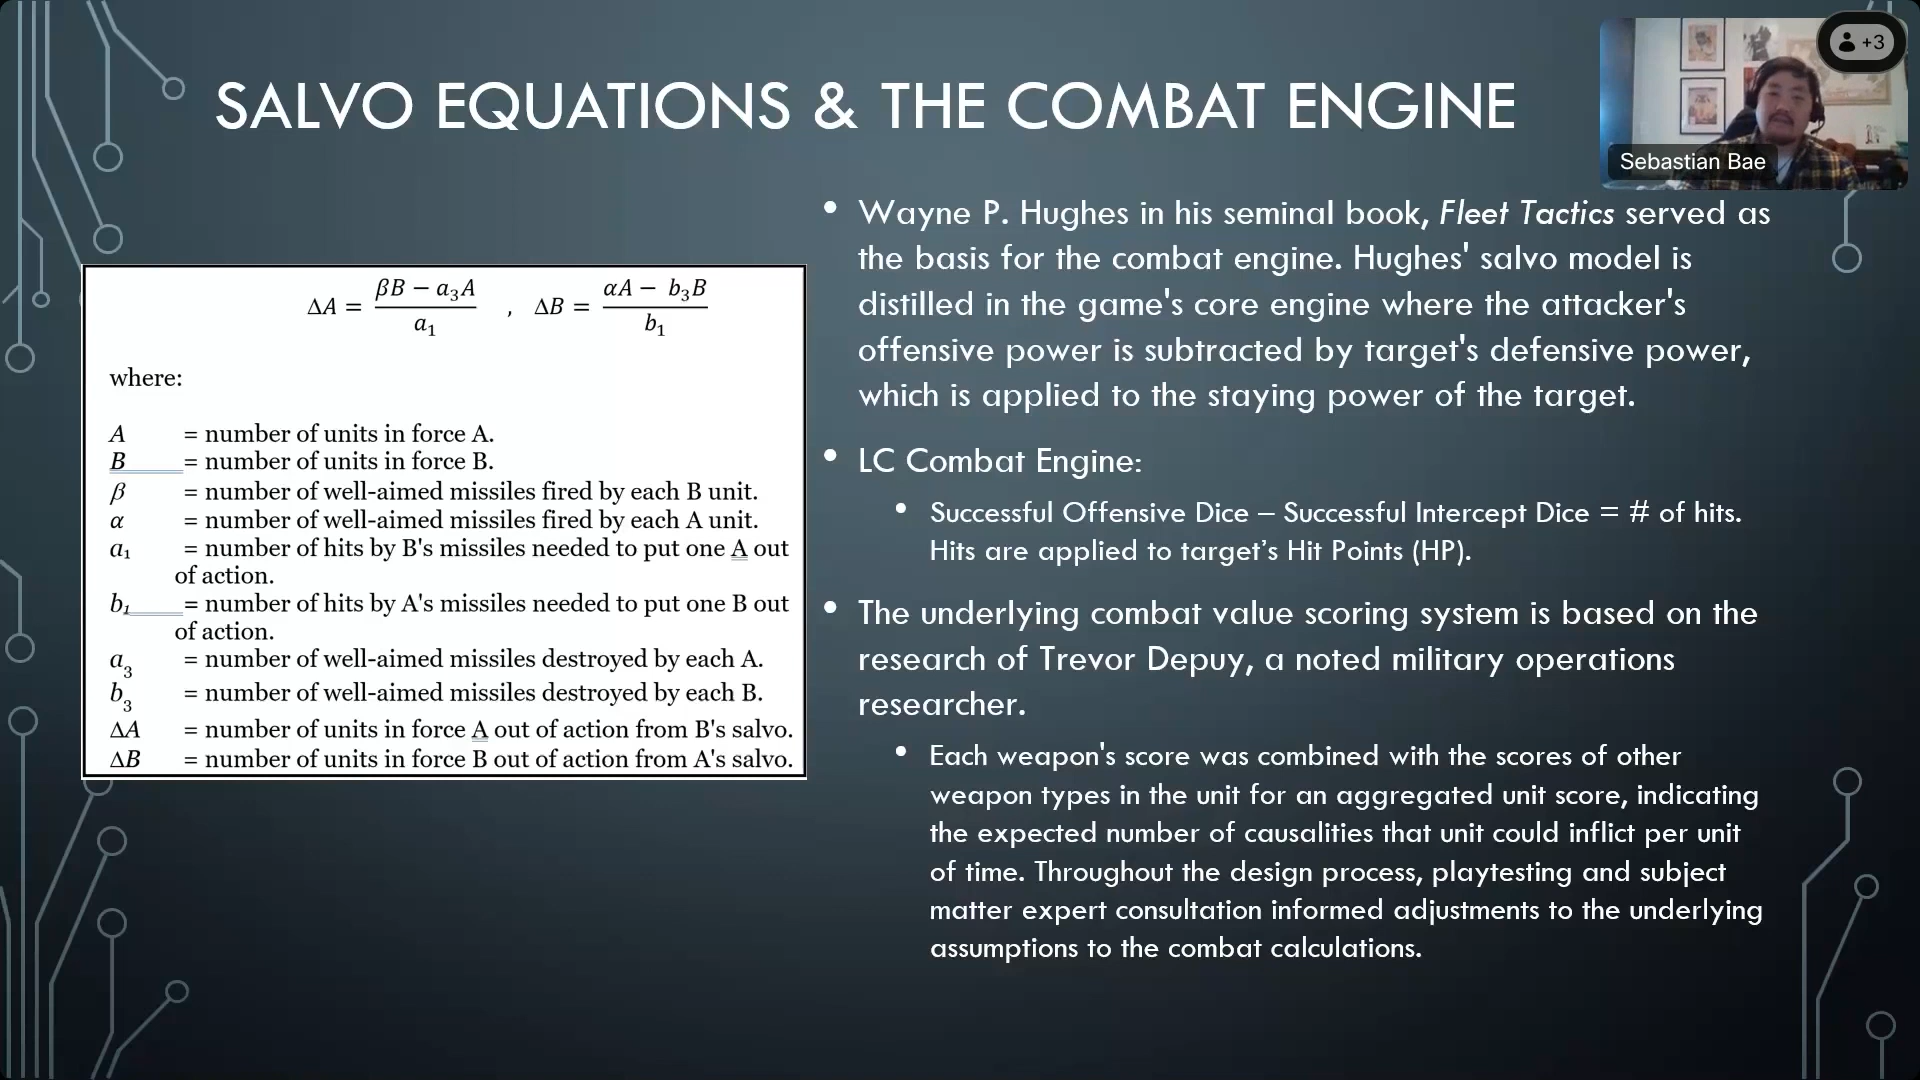 SALVO EQUATIONS & THE COMBAT ENGINE
+3
Sebastian Bae
ΔA = (βB − a₃A) / a₁ , ΔB = (αA − b₃B) / b₁
where:
A = number of units in force A.
B = number of units in force B.
β = number of well-aimed missiles fired by each B unit.
α = number of well-aimed missiles fired by each A unit.
a₁ = number of hits by B's missiles needed to put one A out
of action.
b₁ = number of hits by A's missiles needed to put one B out
of action.
a₃ = number of well-aimed missiles destroyed by each A.
b₃ = number of well-aimed missiles destroyed by each B.
ΔA = number of units in force A out of action from B's salvo.
ΔB = number of units in force B out of action from A's salvo.
• Wayne P. Hughes in his seminal book, Fleet Tactics served as
the basis for the combat engine. Hughes' salvo model is
distilled in the game's core engine where the attacker's
offensive power is subtracted by target's defensive power,
which is applied to the staying power of the target.
• LC Combat Engine:
• Successful Offensive Dice – Successful Intercept Dice = # of hits.
Hits are applied to target’s Hit Points (HP).
• The underlying combat value scoring system is based on the
research of Trevor Depuy, a noted military operations
researcher.
• Each weapon's score was combined with the scores of other
weapon types in the unit for an aggregated unit score, indicating
the expected number of causalities that unit could inflict per unit
of time. Throughout the design process, playtesting and subject
matter expert consultation informed adjustments to the underlying
assumptions to the combat calculations.